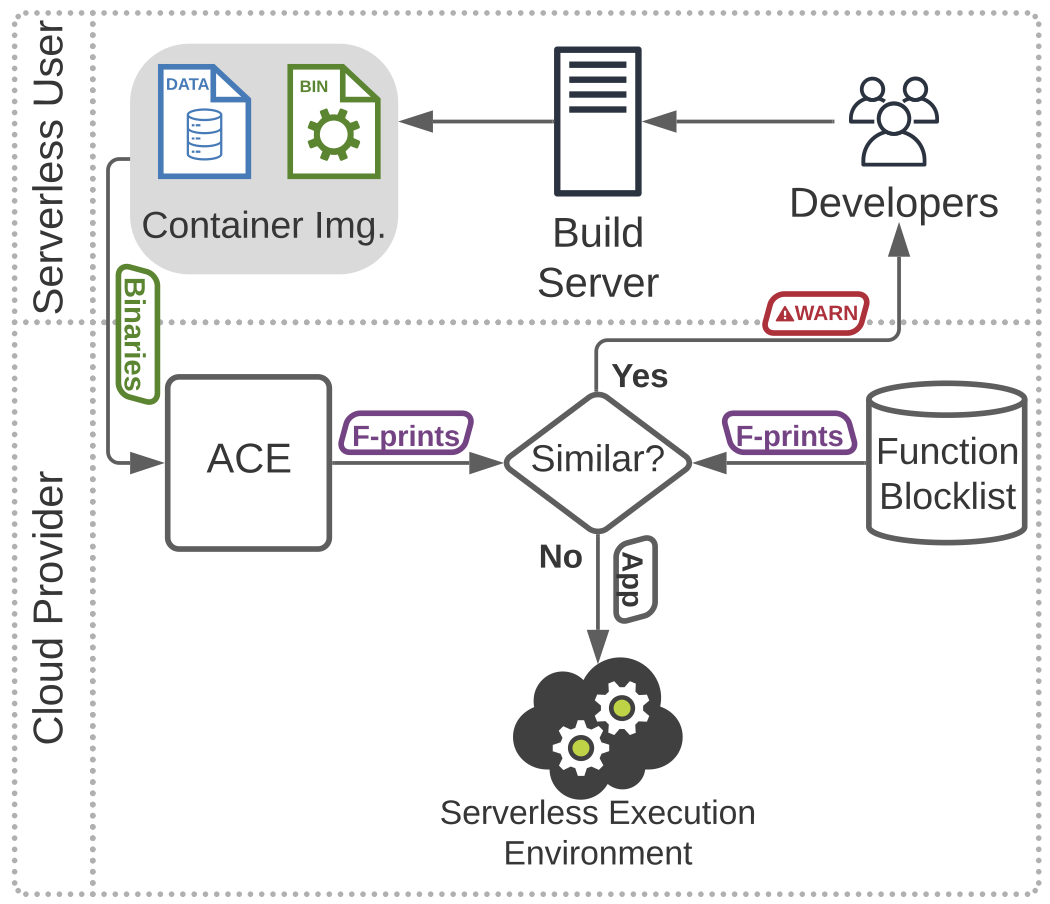 Serverless User
DATA
BIN
Container Img.
Build
Server
Developers
Binaries
WARN
Cloud Provider
Yes
ACE
F-prints
Similar?
F-prints
Function
Blocklist
No
App
Serverless Execution
Environment